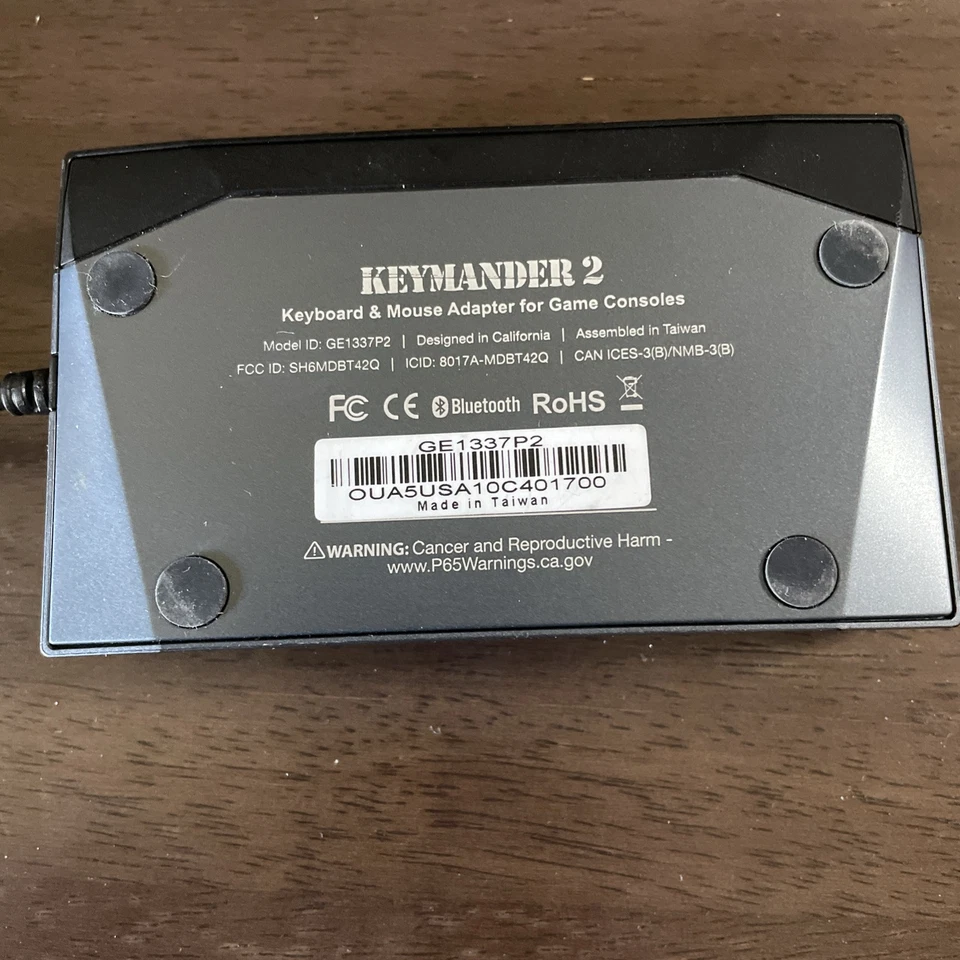 KEYMANDER 2
Keyboard & Mouse Adapter for Game Consoles
Model ID: GE1337P2 | Designed in California | Assembled in Taiwan
FCC ID: SH6MDBT42Q | ICID: 8017A-MDBT42Q | CAN ICES-3(B)/NMB-3(B)
FC CE Bluetooth RoHS
GE1337P2
OUA5USA10C401700
Made in Taiwan
⚠WARNING: Cancer and Reproductive Harm -
www.P65Warnings.ca.gov